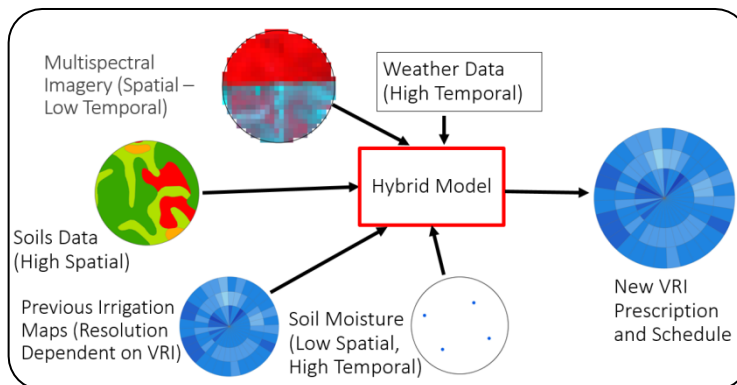 Multispectral
Imagery (Spatial –
Low Temporal)
Weather Data
(High Temporal)
Hybrid Model
Soils Data
(High Spatial)
Previous Irrigation
Maps (Resolution
Dependent on VRI)
Soil Moisture
(Low Spatial,
High Temporal)
New VRI
Prescription
and Schedule